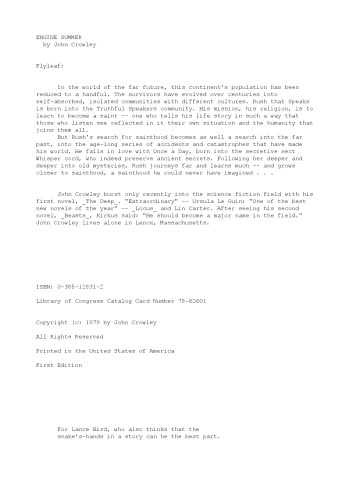 ENGINE SUMMER
by John Crowley
Flyleaf:
In the world of the far future, this continent's population has been
reduced to a handful. The survivors have evolved over centuries into
self-absorbed, isolated communities with different cultures. Rush that Speaks
is born into the Truthful Speakers community. His mission, his religion, is to
learn to become a saint -- one who tells his life story in such a way that
those who listen see reflected in it their own situation and the humanity that
joins them all.
But Rush's search for sainthood becomes as well a search into the far
past, into the age-long series of accidents and catastrophes that have made
his world. He falls in love with Once a Day, born into the secretive sect
Whisper cord, who indeed preserve ancient secrets. Following her deeper and
deeper into old mysteries, Rush journeys far and learns much -- and grows
closer to sainthood, a sainthood he could never have imagined . . .
John Crowley burst only recently into the science fiction field with his
first novel, _The Deep_. "Extraordinary" -- Ursula Le Guin; "One of the best
new novels of the year" -- _Locus_ and Lin Carter. After seeing his second
novel, _Beasts_, Kirkus said: "He should become a major name in the field."
John Crowley lives alone in Lenox, Massachusetts.
ISBN: O-385-12831-2
Library of Congress Catalog Card Number 78-62601
Copyright (c) 1979 by John Crowley
All Rights Reserved
Printed in the United States of America
First Edition
For Lance Bird, who also thinks that the
snake's-hands in a story can he the best part.